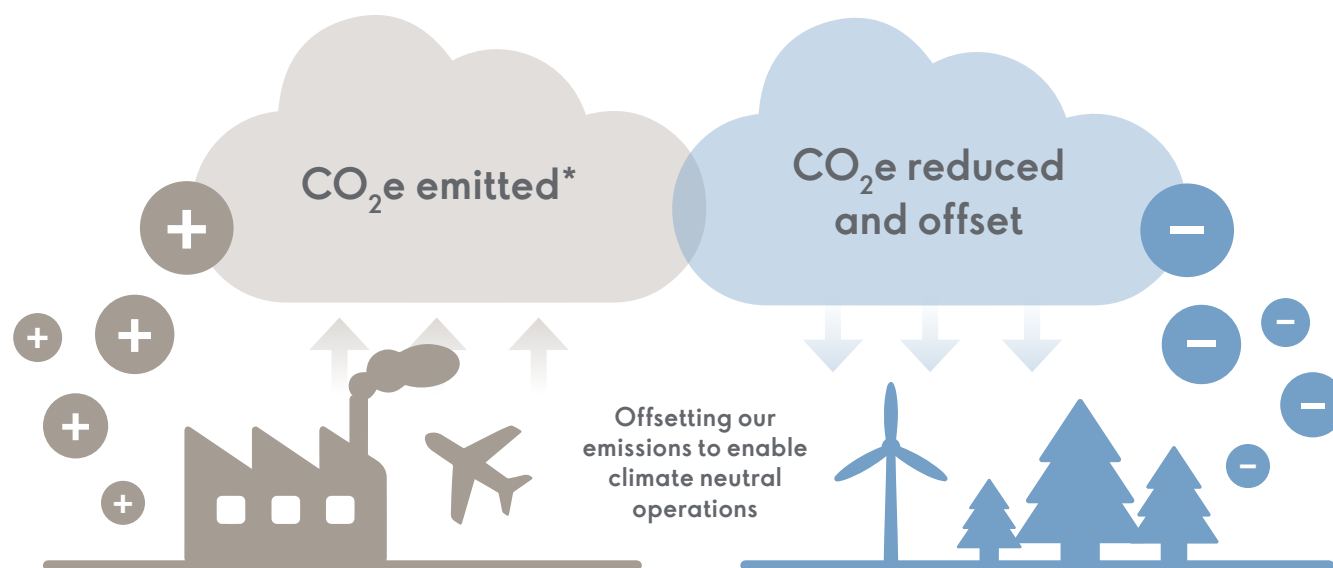 CO₂e emitted*
CO₂e reduced
and offset
Offsetting our
emissions to enable
climate neutral
operations